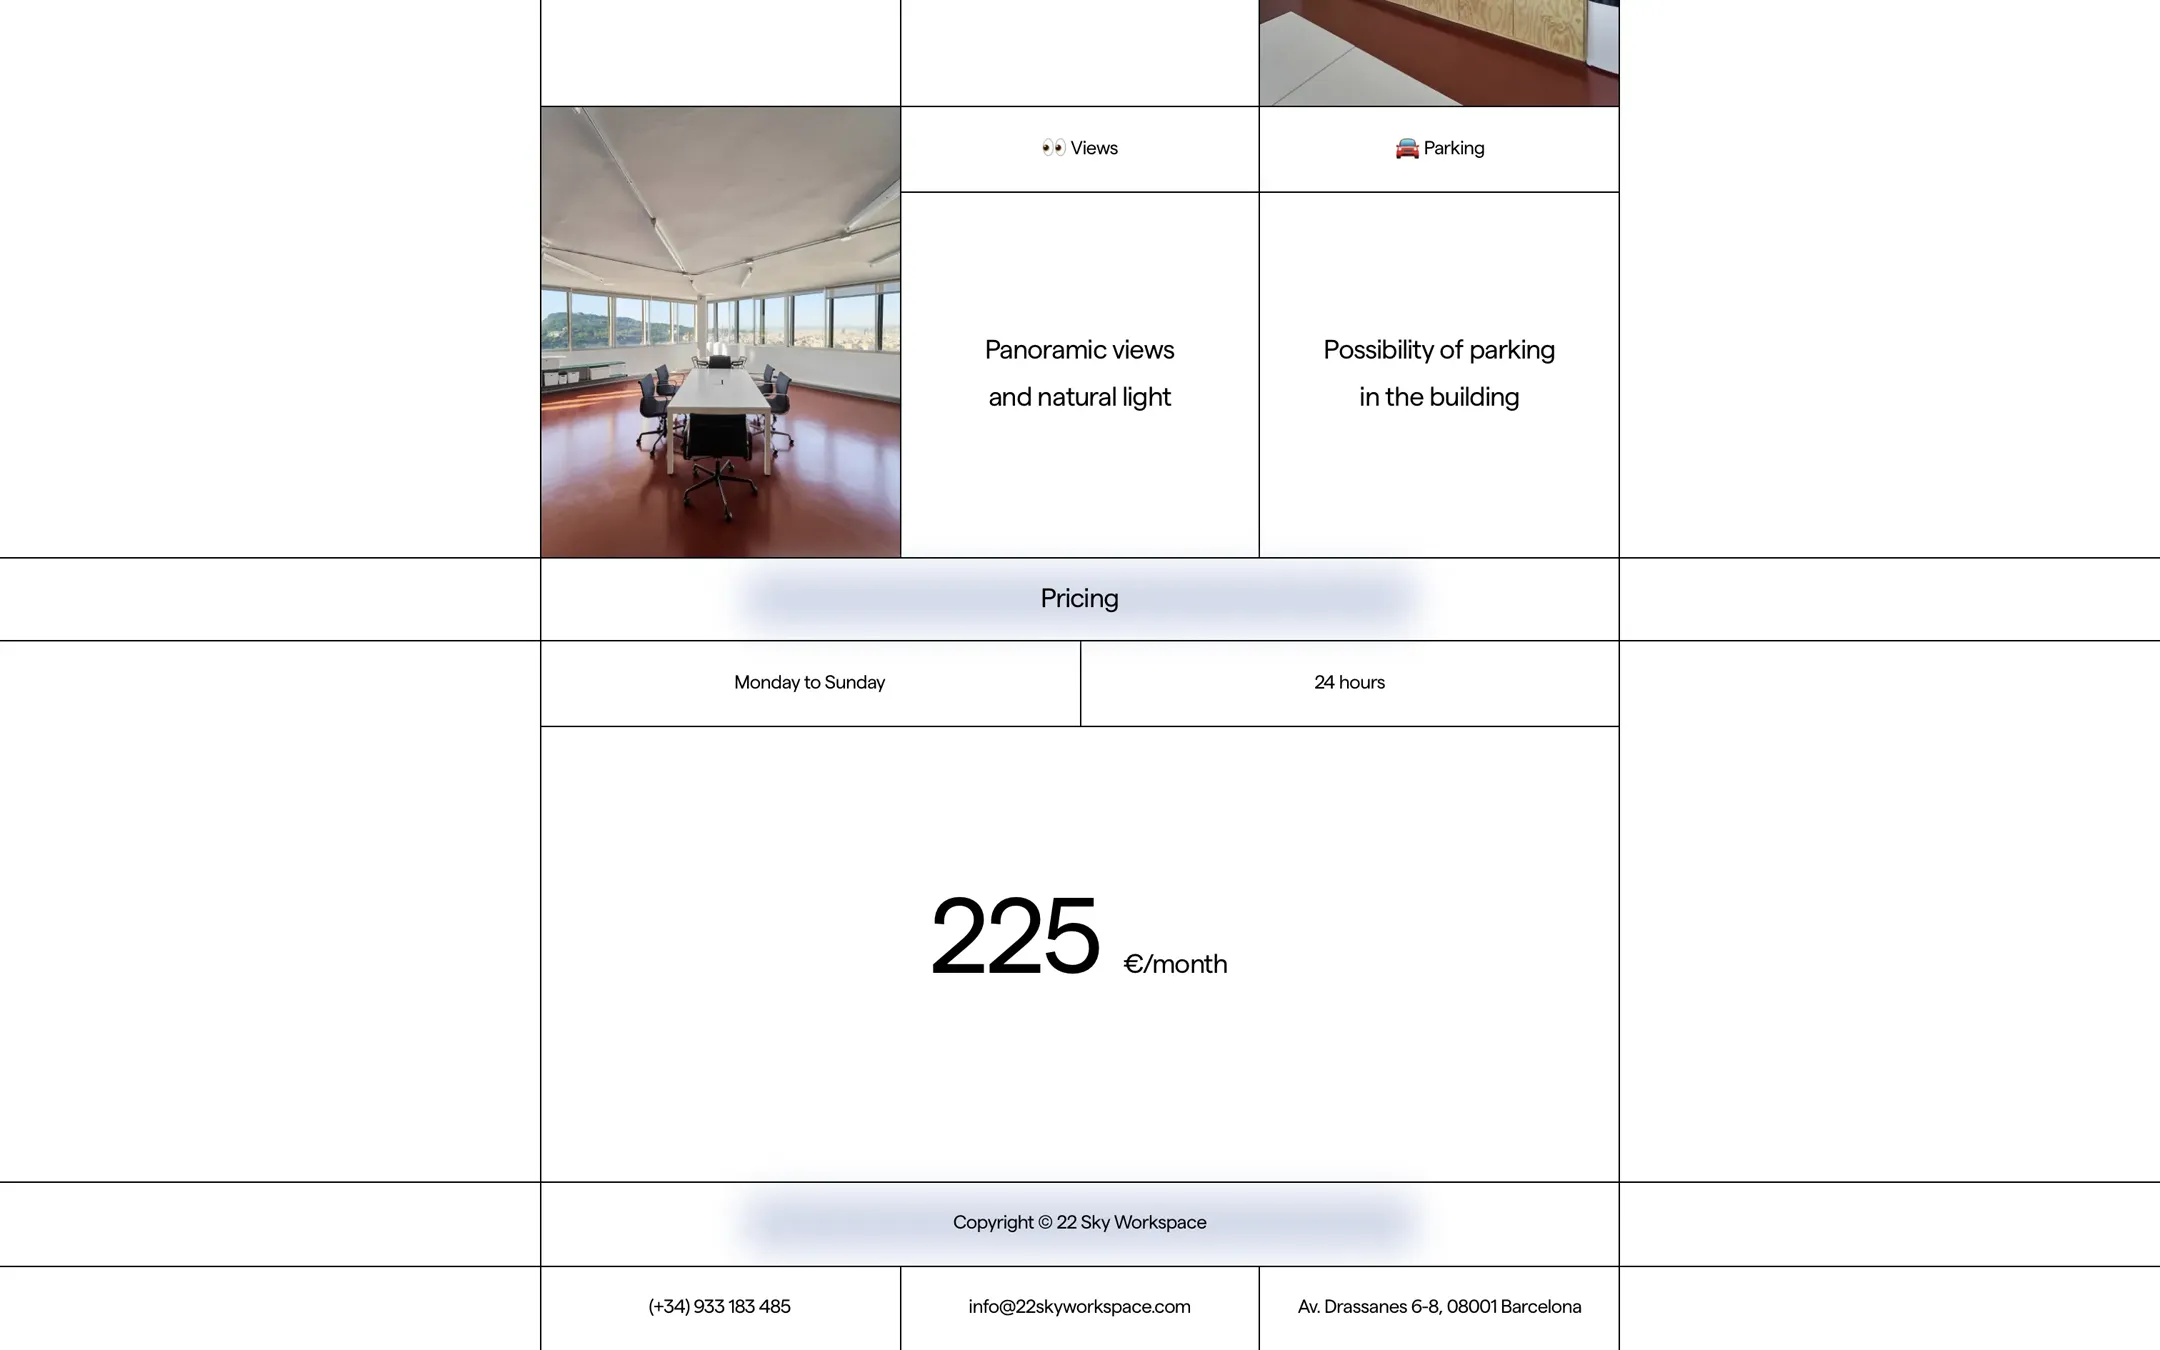 👀 Views
🚘 Parking
Panoramic views
and natural light
Possibility of parking
in the building
Pricing
Monday to Sunday
24 hours
225 €/month
Copyright © 22 Sky Workspace
(+34) 933 183 485
info@22skyworkspace.com
Av. Drassanes 6-8, 08001 Barcelona